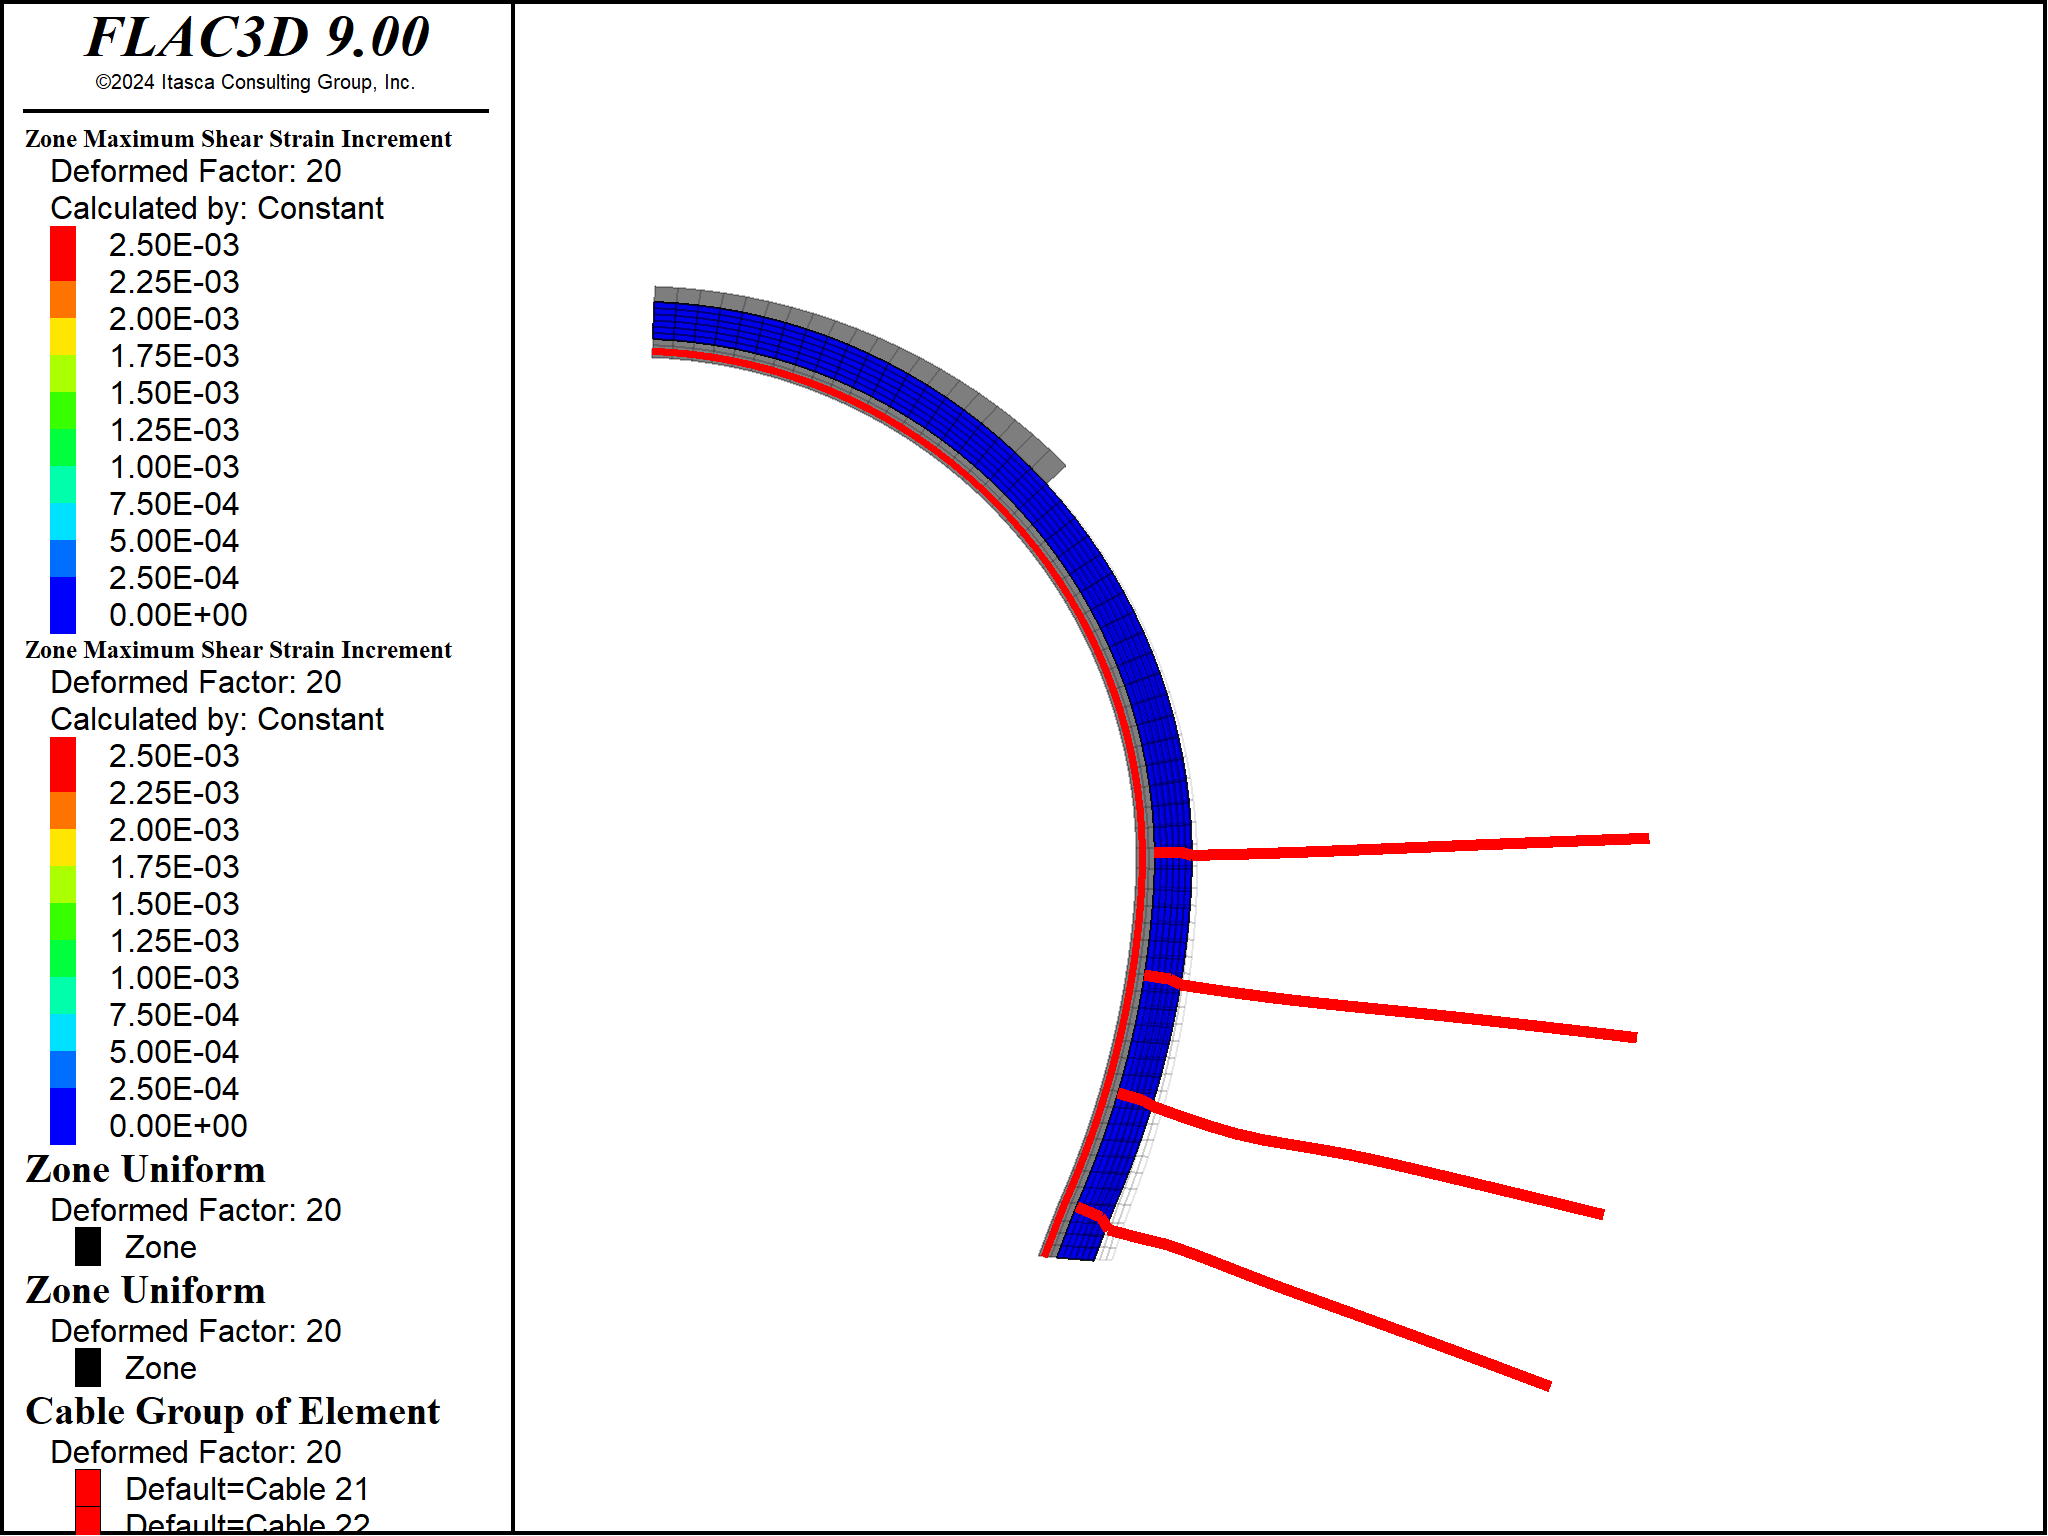 FLAC3D 9.00
©2024 Itasca Consulting Group, Inc.
Zone Maximum Shear Strain Increment
Deformed Factor: 20
Calculated by: Constant
2.50E-03
2.25E-03
2.00E-03
1.75E-03
1.50E-03
1.25E-03
1.00E-03
7.50E-04
5.00E-04
2.50E-04
0.00E+00
Zone Maximum Shear Strain Increment
Deformed Factor: 20
Calculated by: Constant
2.50E-03
2.25E-03
2.00E-03
1.75E-03
1.50E-03
1.25E-03
1.00E-03
7.50E-04
5.00E-04
2.50E-04
0.00E+00
Zone Uniform
Deformed Factor: 20
Zone
Zone Uniform
Deformed Factor: 20
Zone
Cable Group of Element
Deformed Factor: 20
Default=Cable 21
Default=Cable 22